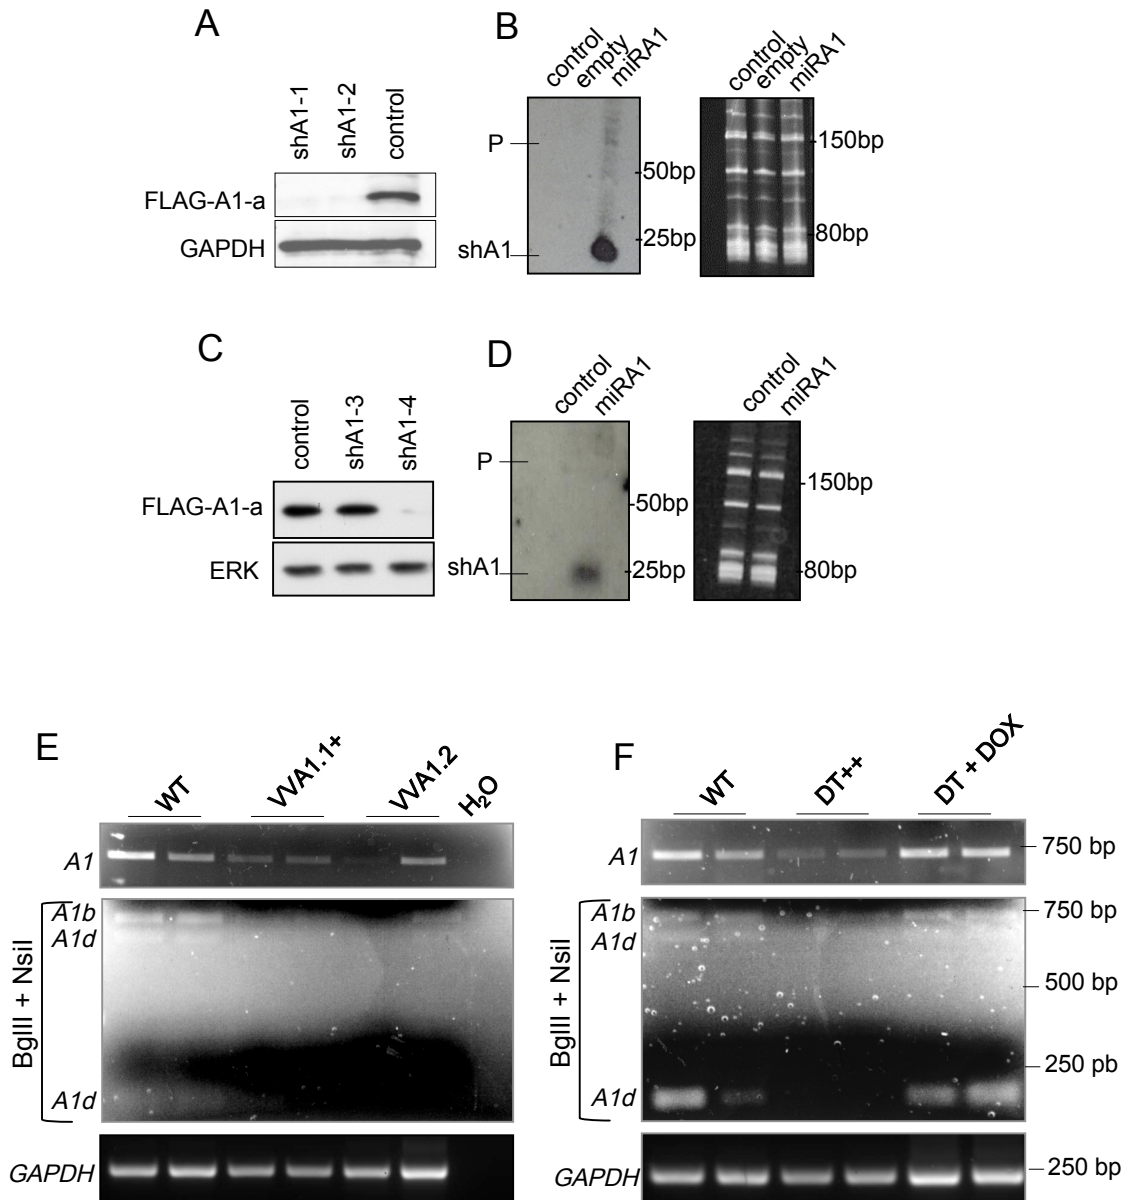 A
shA1-1
shA1-2
control
FLAG-A1-a
GAPDH
B
control
empty
miRA1
P
50bp
25bp
shA1
control
empty
miRA1
150bp
80bp
C
control
shA1-3
shA1-4
FLAG-A1-a
ERK
D
control
miRA1
P
50bp
25bp
shA1
control
miRA1
150bp
80bp
E
WT
VVA1.1+
VVA1.2
H2O
A1
BglII + NsiI
A1b
A1d
A1d
GAPDH
F
WT
DT++
DT + DOX
A1
750 bp
BglII + NsiI
A1b
750 bp
A1d
500 bp
250 pb
A1d
GAPDH
250 bp